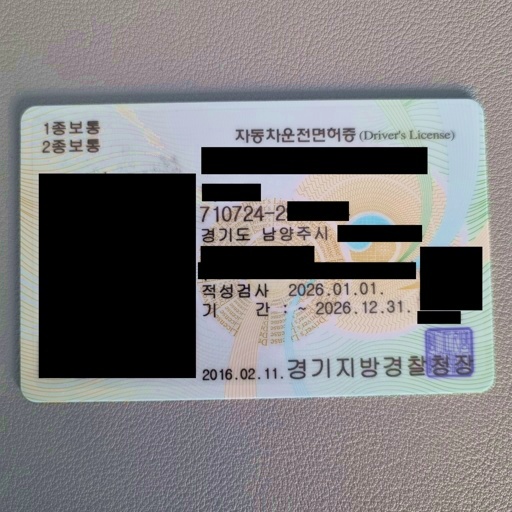 1종보통
2종보통
자동차운전면허증 (Driver's License)
710724-2
경기도 남양주시
적성검사 2026.01.01.
기 간 : ~ 2026.12.31.
2016.02.11. 경기지방경찰청장